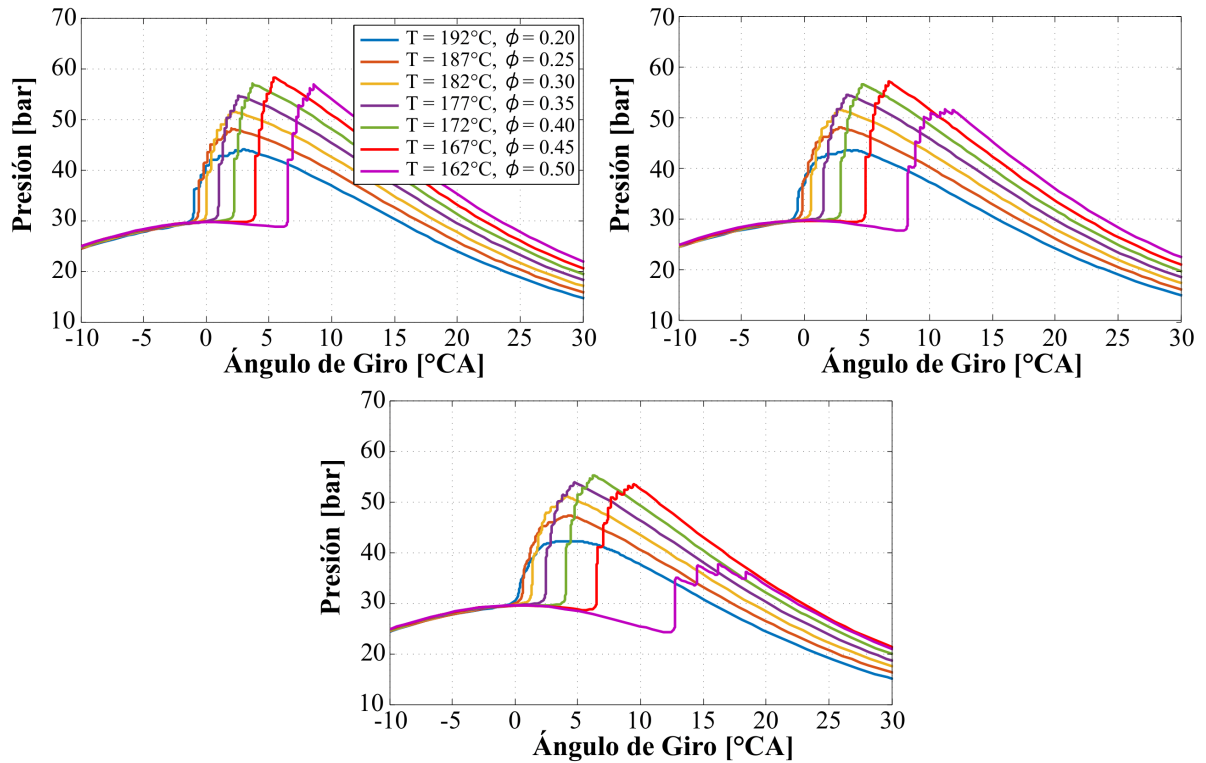 70
60
50
40
30
20
10
Presión [bar]
T = 192°C, ϕ = 0.20
T = 187°C, ϕ = 0.25
T = 182°C, ϕ = 0.30
T = 177°C, ϕ = 0.35
T = 172°C, ϕ = 0.40
T = 167°C, ϕ = 0.45
T = 162°C, ϕ = 0.50
-10 -5 0 5 10 15 20 25 30
Ángulo de Giro [°CA]
70
60
50
40
30
20
10
Presión [bar]
-10 -5 0 5 10 15 20 25 30
Ángulo de Giro [°CA]
70
60
50
40
30
20
10
Presión [bar]
-10 -5 0 5 10 15 20 25 30
Ángulo de Giro [°CA]